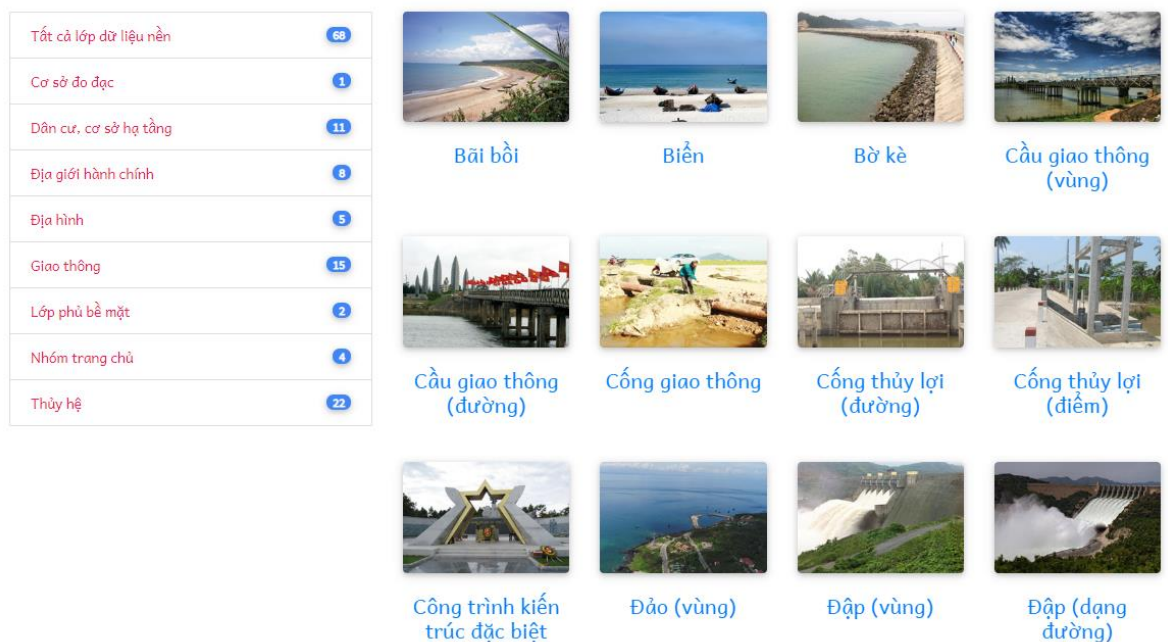 Tất cả lớp dữ liệu nền 68
Cơ sở đo đạc 1
Dân cư, cơ sở hạ tầng 11
Địa giới hành chính 8
Địa hình 5
Giao thông 15
Lớp phủ bề mặt 2
Nhóm trang chủ 4
Thủy hệ 22
Bãi bồi
Biển
Bờ kè
Cầu giao thông
(vùng)
Cầu giao thông
(đường)
Cống giao thông
Cống thủy lợi
(đường)
Cống thủy lợi
(điểm)
Công trình kiến
trúc đặc biệt
Đảo (vùng)
Đập (vùng)
Đập (dạng
đường)